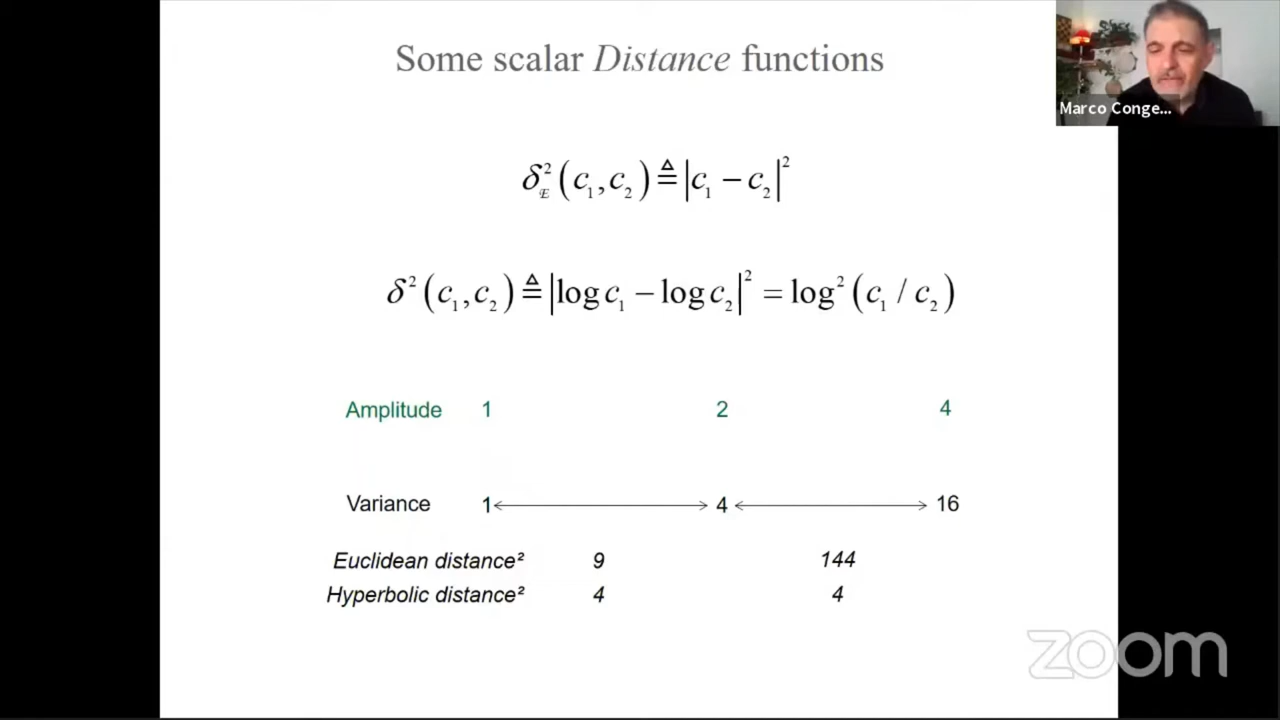 Some scalar Distance functions
Marco Conge...
δ²_E(c₁,c₂)≜|c₁−c₂|²
δ²(c₁,c₂)≜|log c₁−log c₂|²=log²(c₁/c₂)
Amplitude 1 2 4
Variance 1 4 16
Euclidean distance² 9 144
Hyperbolic distance² 4 4
zoom